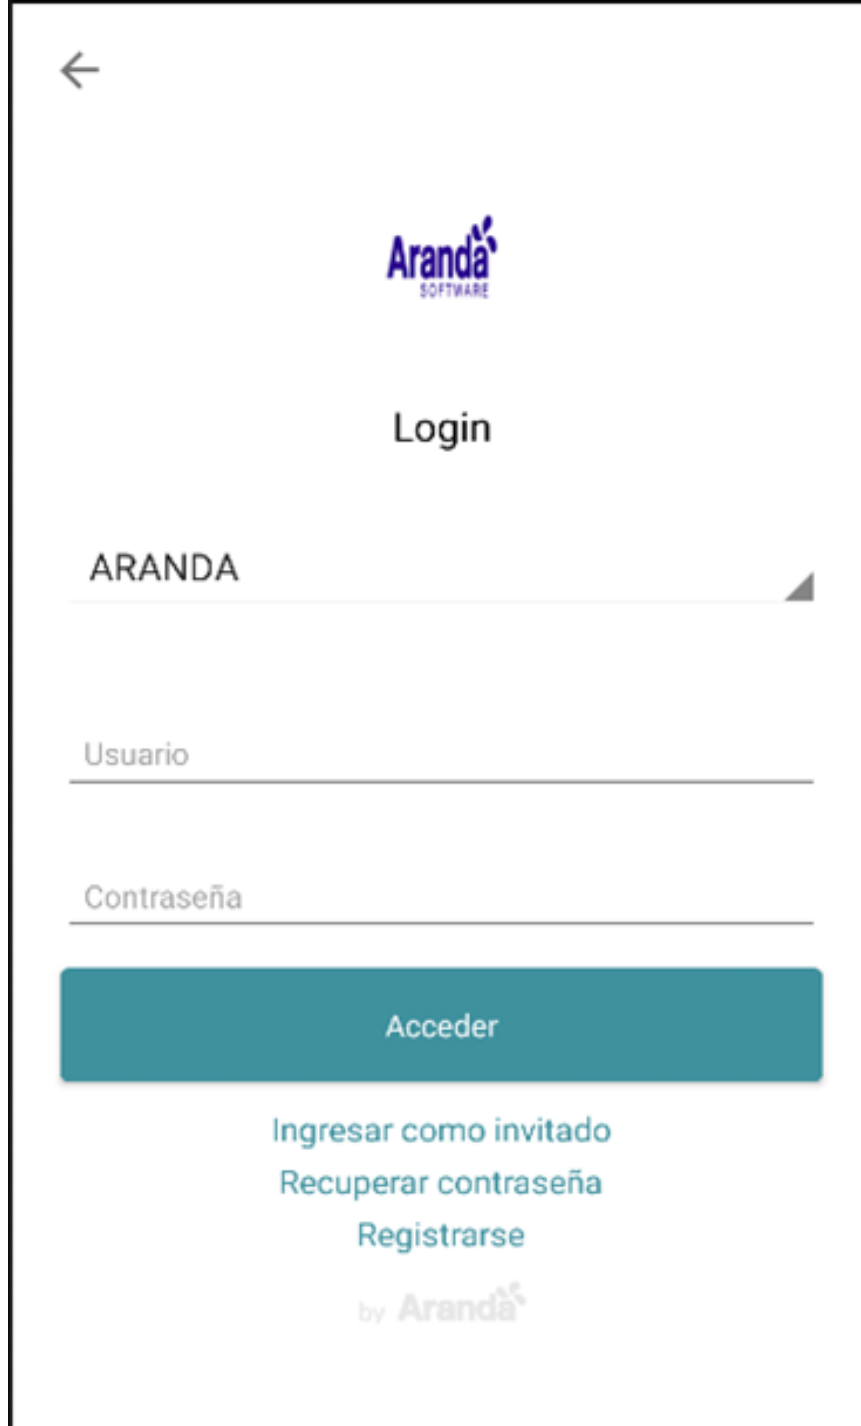 Aranda
SOFTWARE
Login
ARANDA
Usuario
Contraseña
Acceder
Ingresar como invitado
Recuperar contraseña
Registrarse
by Aranda